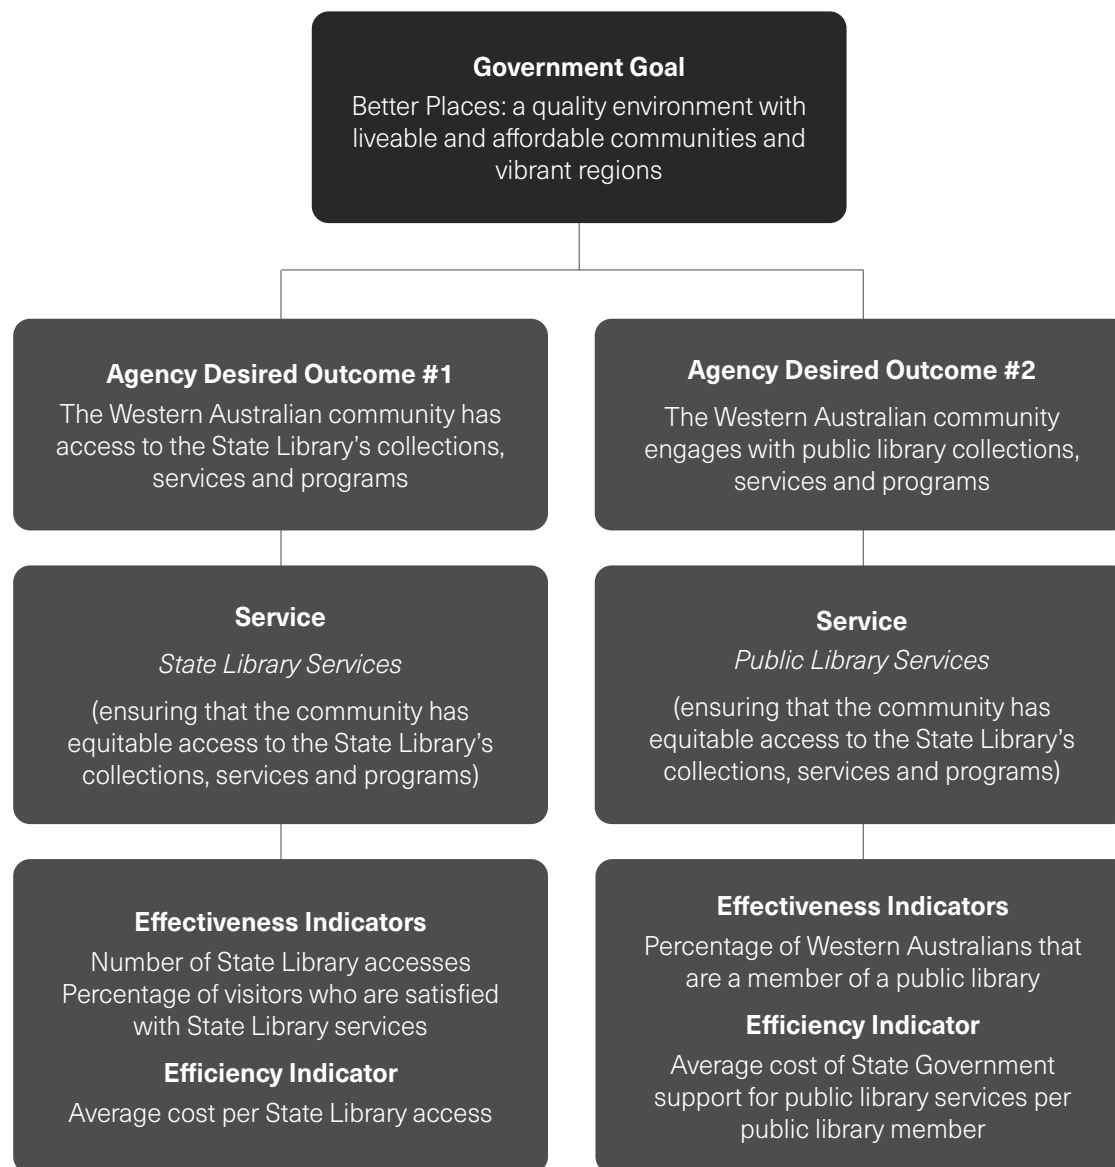 Government Goal
Better Places: a quality environment with
liveable and affordable communities and
vibrant regions
Agency Desired Outcome #1
The Western Australian community has
access to the State Library’s collections,
services and programs
Service
State Library Services
(ensuring that the community has
equitable access to the State Library’s
collections, services and programs)
Effectiveness Indicators
Number of State Library accesses
Percentage of visitors who are satisfied
with State Library services
Efficiency Indicator
Average cost per State Library access
Agency Desired Outcome #2
The Western Australian community
engages with public library collections,
services and programs
Service
Public Library Services
(ensuring that the community has
equitable access to the State Library’s
collections, services and programs)
Effectiveness Indicators
Percentage of Western Australians that
are a member of a public library
Efficiency Indicator
Average cost of State Government
support for public library services per
public library member